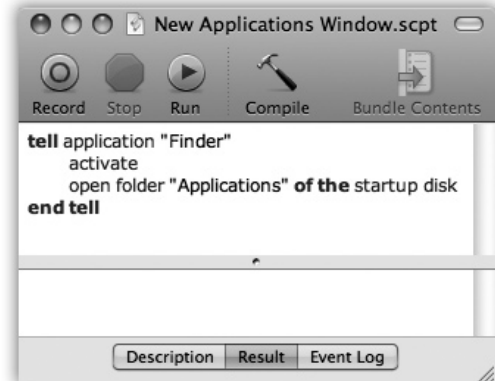 New Applications Window.scpt
Record Stop Run Compile Bundle Contents
tell application "Finder"
activate
open folder "Applications" of the startup disk
end tell
Description Result Event Log